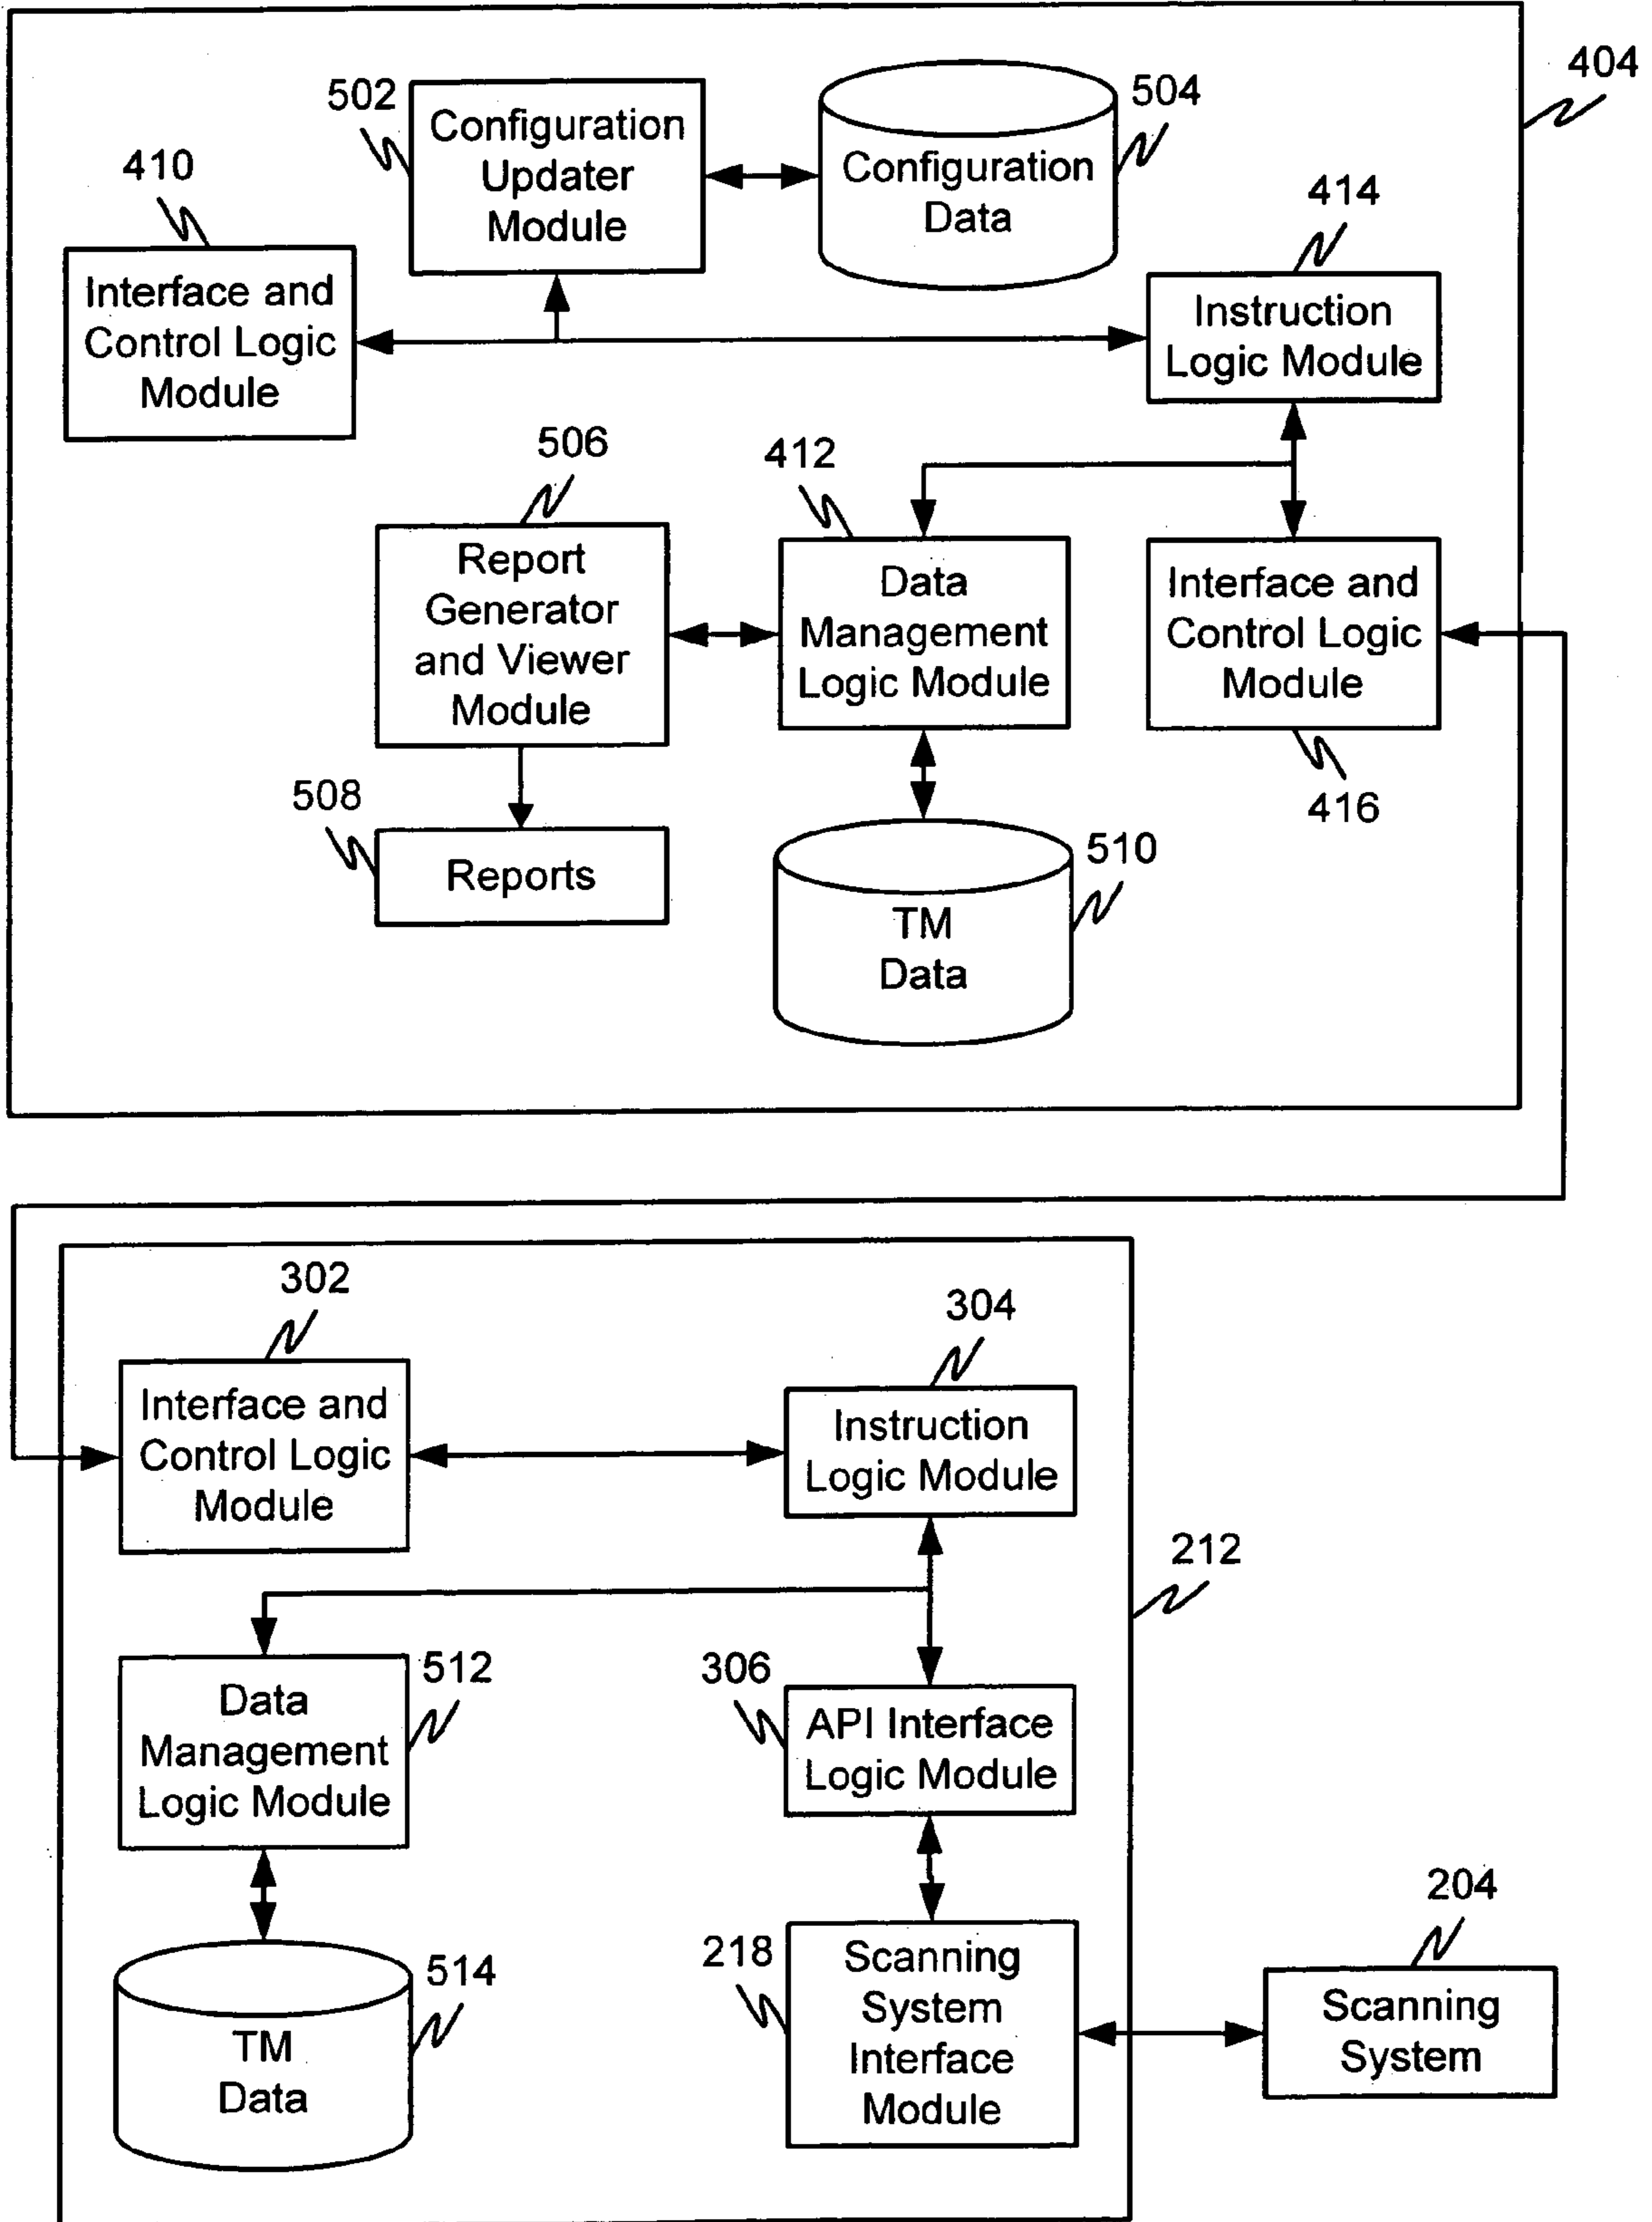 404
502
Configuration
Updater
Module
504
Configuration
Data
410
Interface and
Control Logic
Module
414
Instruction
Logic Module
506
Report
Generator
and Viewer
Module
412
Data
Management
Logic Module
Interface and
Control Logic
Module
416
508
Reports
510
TM
Data
302
Interface and
Control Logic
Module
304
Instruction
Logic Module
212
512
Data
Management
Logic Module
306
API Interface
Logic Module
514
TM
Data
218
Scanning
System
Interface
Module
204
Scanning
System